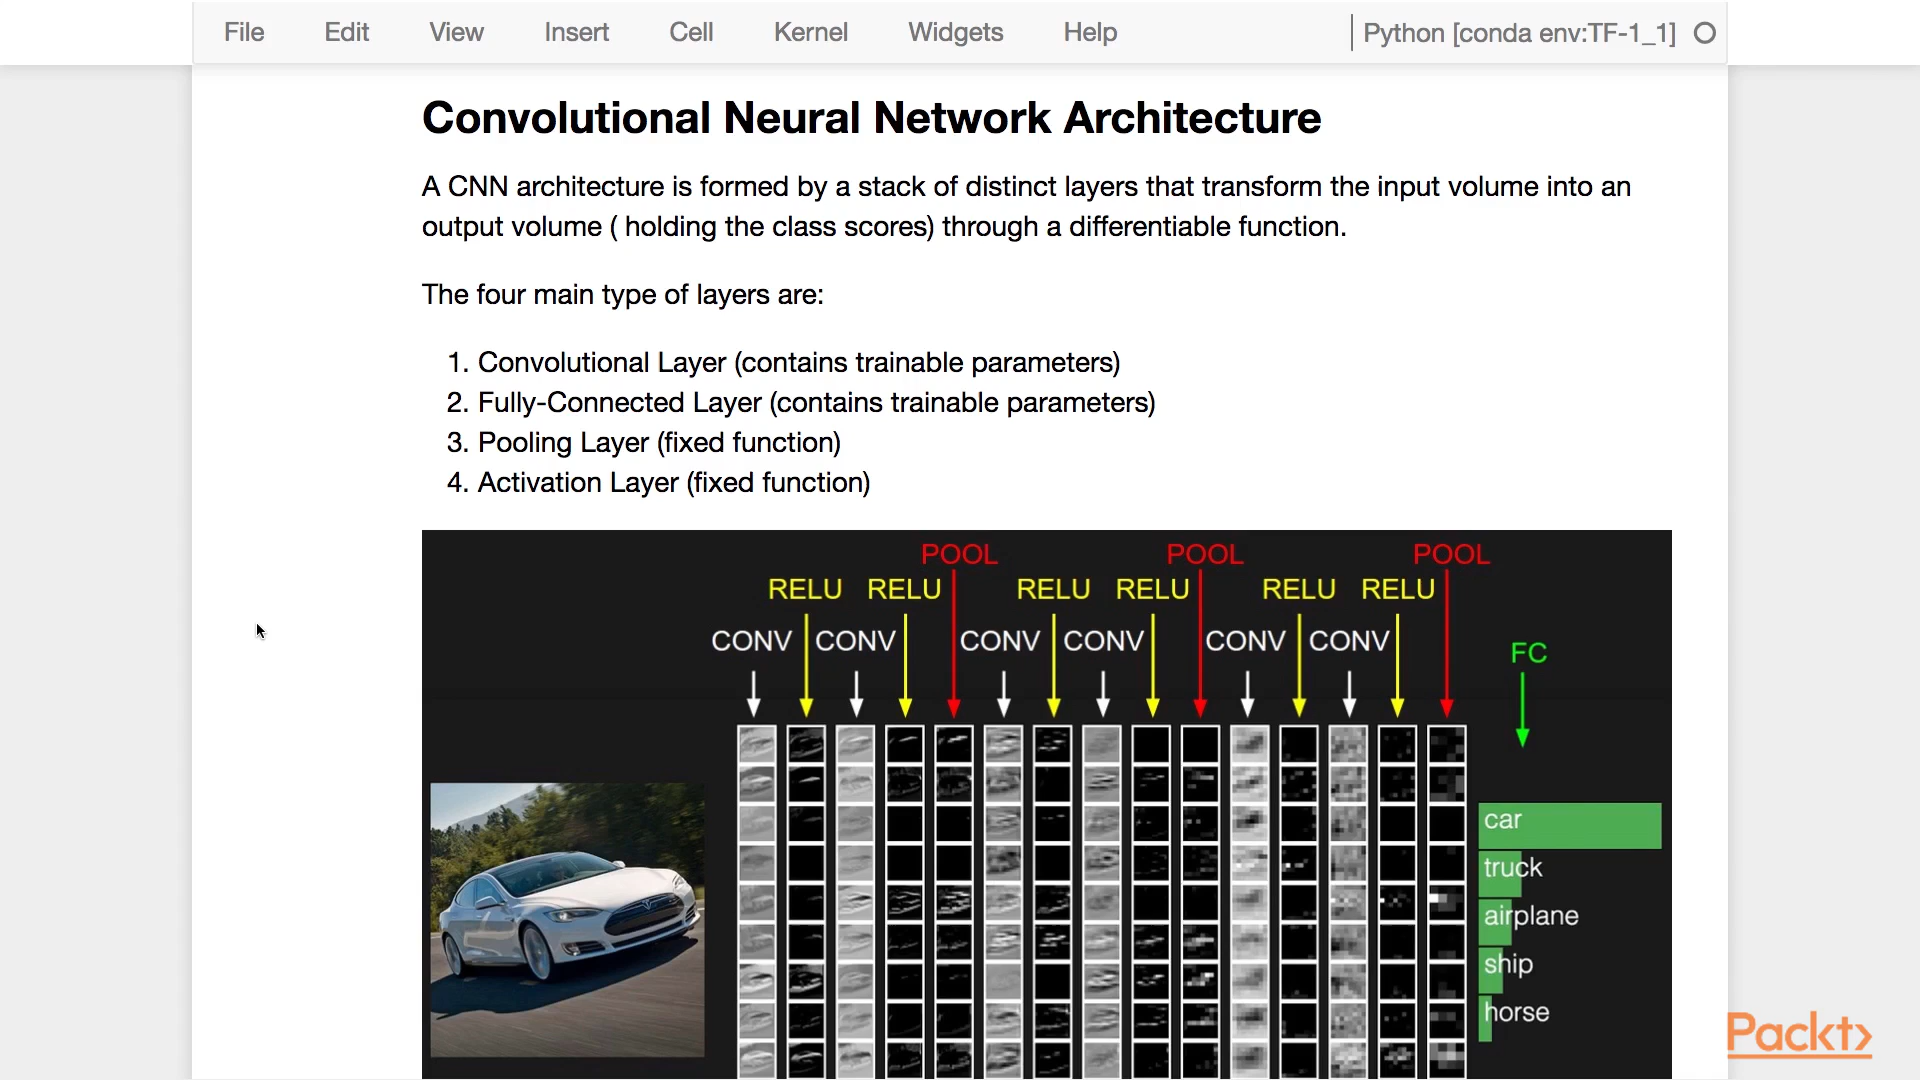 File Edit View Insert Cell Kernel Widgets Help Python [conda env:TF-1_1]
Convolutional Neural Network Architecture
A CNN architecture is formed by a stack of distinct layers that transform the input volume into an
output volume ( holding the class scores) through a differentiable function.
The four main type of layers are:
1. Convolutional Layer (contains trainable parameters)
2. Fully-Connected Layer (contains trainable parameters)
3. Pooling Layer (fixed function)
4. Activation Layer (fixed function)
POOL POOL POOL
RELU RELU RELU RELU RELU RELU
CONV CONV CONV CONV CONV CONV
FC
car
truck
airplane
ship
horse
Packt>